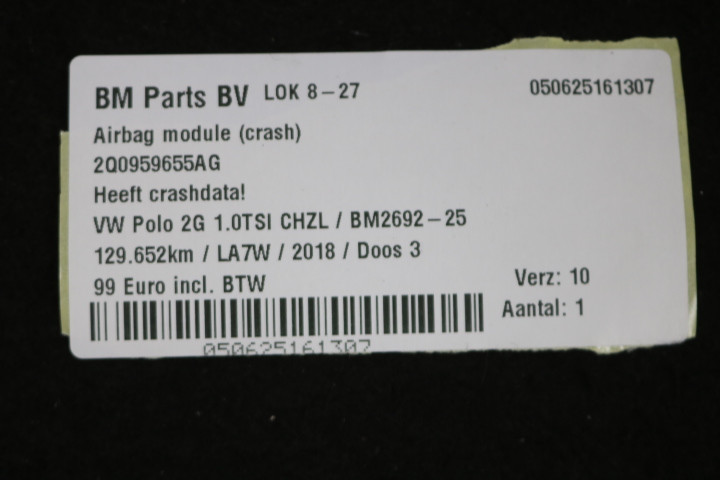 BM Parts BV LOK 8-27 050625161307
Airbag module (crash)
2Q0959655AG
Heeft crashdata!
VW Polo 2G 1.0TSI CHZL / BM2692-25
129.652km / LA7W / 2018 / Doos 3
99 Euro incl. BTW Verz: 10
Aantal: 1
050625161307